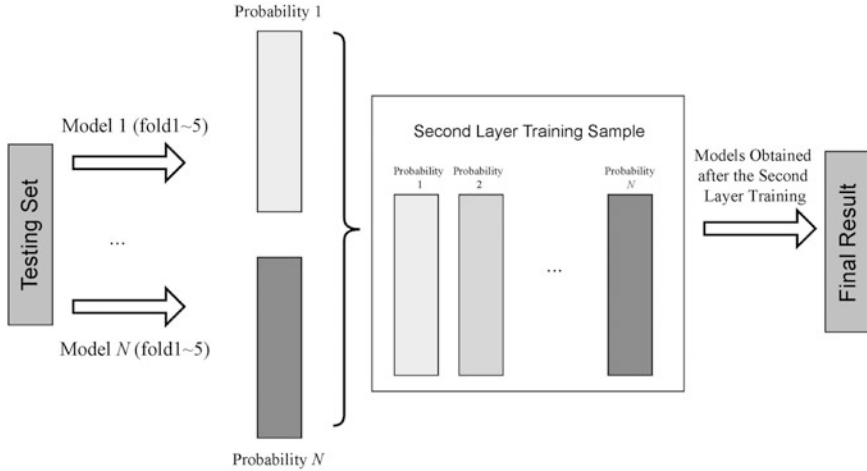 Probability 1
Model 1 (fold1~5)
Testing Set
...
Model N (fold1~5)
Probability N
Second Layer Training Sample
Probability
1
Probability
2
...
Probability
N
Models Obtained
after the Second
Layer Training
Final Result